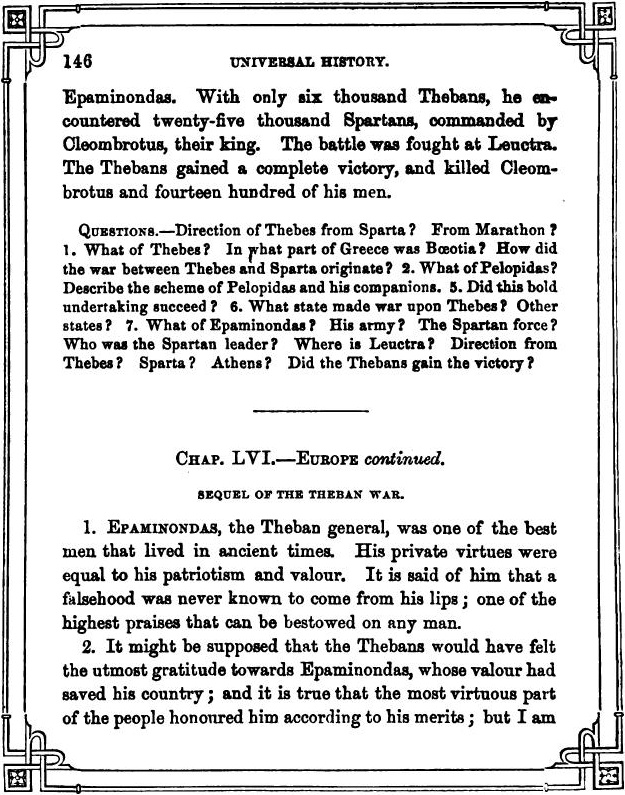 146
UNIVERSAL HISTORY.
Epaminondas. With only six thousand Thebans, he en-
countered twenty-five thousand Spartans, commanded by
Cleombrotus, their king. The battle was fought at Leuctra.
The Thebans gained a complete victory, and killed Cleom-
brotus and fourteen hundred of his men.
QUESTIONS.—Direction of Thebes from Sparta? From Marathon?
1. What of Thebes? In what part of Greece was Bœotia? How did
the war between Thebes and Sparta originate? 2. What of Pelopidas?
Describe the scheme of Pelopidas and his companions. 5. Did this bold
undertaking succeed? 6. What state made war upon Thebes? Other
states? 7. What of Epaminondas? His army? The Spartan force?
Who was the Spartan leader? Where is Leuctra? Direction from
Thebes? Sparta? Athens? Did the Thebans gain the victory?
CHAP. LVI.—EUROPE continued.
SEQUEL OF THE THEBAN WAR.
1. EPAMINONDAS, the Theban general, was one of the best
men that lived in ancient times. His private virtues were
equal to his patriotism and valour. It is said of him that a
falsehood was never known to come from his lips; one of the
highest praises that can be bestowed on any man.
2. It might be supposed that the Thebans would have felt
the utmost gratitude towards Epaminondas, whose valour had
saved his country; and it is true that the most virtuous part
of the people honoured him according to his merits; but I am